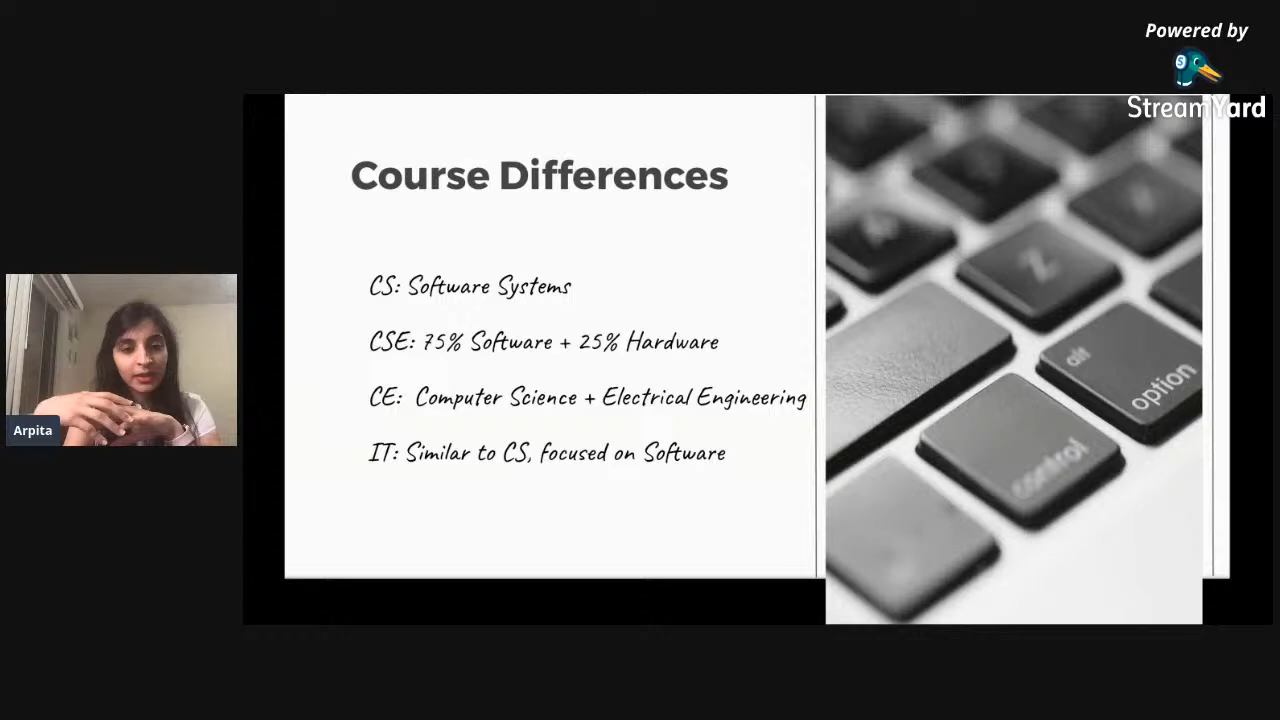 Powered by
StreamYard
Course Differences
CS: Software Systems
CSE: 75% Software + 25% Hardware
CE: Computer Science + Electrical Engineering
IT: Similar to CS, focused on Software
Arpita
Z
alt
option
control